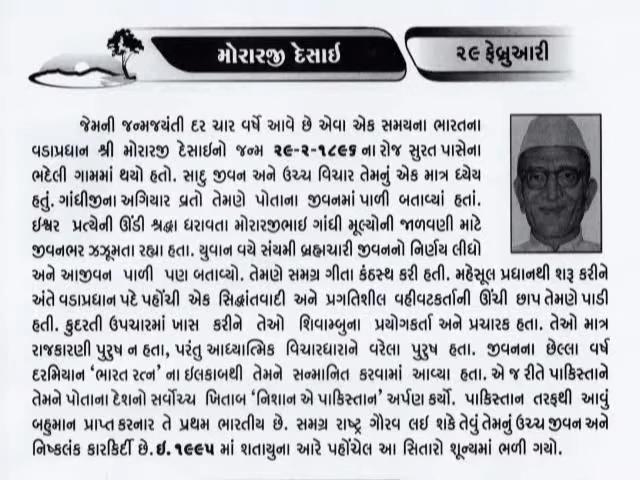 મોરારજી દેસાઈ
૨૯ ફેબ્રુઆરી
જેમની જન્મજયંતી દર ચાર વર્ષે આવે છે એવા એક સમયના ભારતના
વડાપ્રધાન શ્રી મોરારજી દેસાઈનો જન્મ ૨૯-૨-૧૮૯૬ ના રોજ સુરત પાસેના
ભદેલી ગામમાં થયો હતો. સાદુ જીવન અને ઉચ્ચ વિચાર તેમનું એક માત્ર ધ્યેય
હતું. ગાંધીજીના અગિયાર વ્રતો તેમણે પોતાના જીવનમાં પાળી બતાવ્યાં હતાં.
ઈશ્વર પ્રત્યેની ઊંડી શ્રદ્ધા ધરાવતા મોરારજીભાઇ ગાંધી મૂલ્યોની જાળવણી માટે
જીવનભર ઝઝૂમતા રહ્યા હતા. યુવાન વયે સંયમી બ્રહ્મચારી જીવનનો નિર્ણય લીધો
અને આજીવન પાળી પણ બતાવ્યો. તેમણે સમગ્ર ગીતા કંઠસ્થ કરી હતી. મહેસૂલ પ્રધાનથી શરૂ કરીને
અંતે વડાપ્રધાન પદે પહોંચી એક સિદ્ધાંતવાદી અને પ્રગતિશીલ વહીવટકર્તાની ઊંચી છાપ તેમણે પાડી
હતી. કુદરતી ઉપચારમાં ખાસ કરીને તેઓ શિવામ્બુના પ્રયોગકર્તા અને પ્રચારક હતા. તેઓ માત્ર
રાજકારણી પુરુષ ન હતા, પરંતુ આધ્યાત્મિક વિચારધારાને વરેલા પુરુષ હતા. જીવનના છેલ્લા વર્ષ
દરમિયાન ‘ભારત રત્ન’ ના ઇલકાબથી તેમને સન્માનિત કરવામાં આવ્યા હતા. એ જ રીતે પાકિસ્તાને
તેમને પોતાના દેશનો સર્વોચ્ચ ખિતાબ ‘નિશાન એ પાકિસ્તાન’ અર્પણ કર્યો. પાકિસ્તાન તરફથી આવું
બહુમાન પ્રાપ્ત કરનાર તે પ્રથમ ભારતીય છે. સમગ્ર રાષ્ટ્ર ગૌરવ લઇ શકે તેવું તેમનું ઉચ્ચ જીવન અને
નિષ્કલંક કારકિર્દી છે. ઇ. ૧૯૯૫ માં શતાયુના આરે પહોંચેલ આ સિતારો શૂન્યમાં ભળી ગયો.